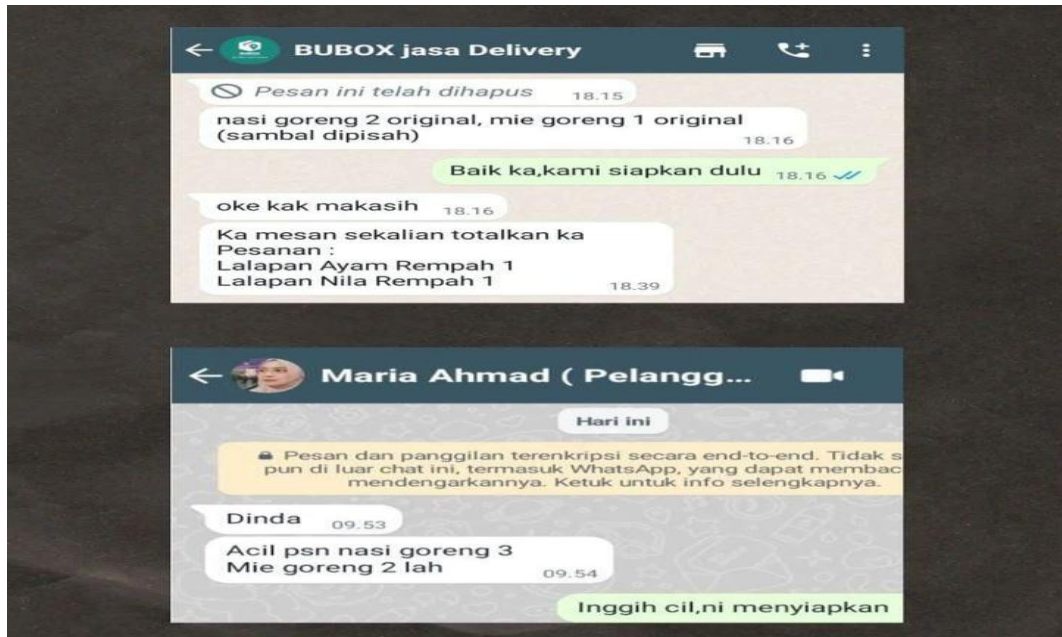 BUBOX jasa Delivery
Pesan ini telah dihapus 18.15
nasi goreng 2 original, mie goreng 1 original
(sambal dipisah) 18.16
Baik ka,kami siapkan dulu 18.16
oke kak makasih 18.16
Ka mesan sekalian totalkan ka
Pesanan :
Lalapan Ayam Rempah 1
Lalapan Nila Rempah 1 18.39
Maria Ahmad ( Pelangg...
Hari ini
Pesan dan panggilan terenkripsi secara end-to-end. Tidak s
pun di luar chat ini, termasuk WhatsApp, yang dapat membac
mendengarkannya. Ketuk untuk info selengkapnya.
Dinda 09.53
Acil psn nasi goreng 3
Mie goreng 2 lah 09.54
Inggih cil,ni menyiapkan